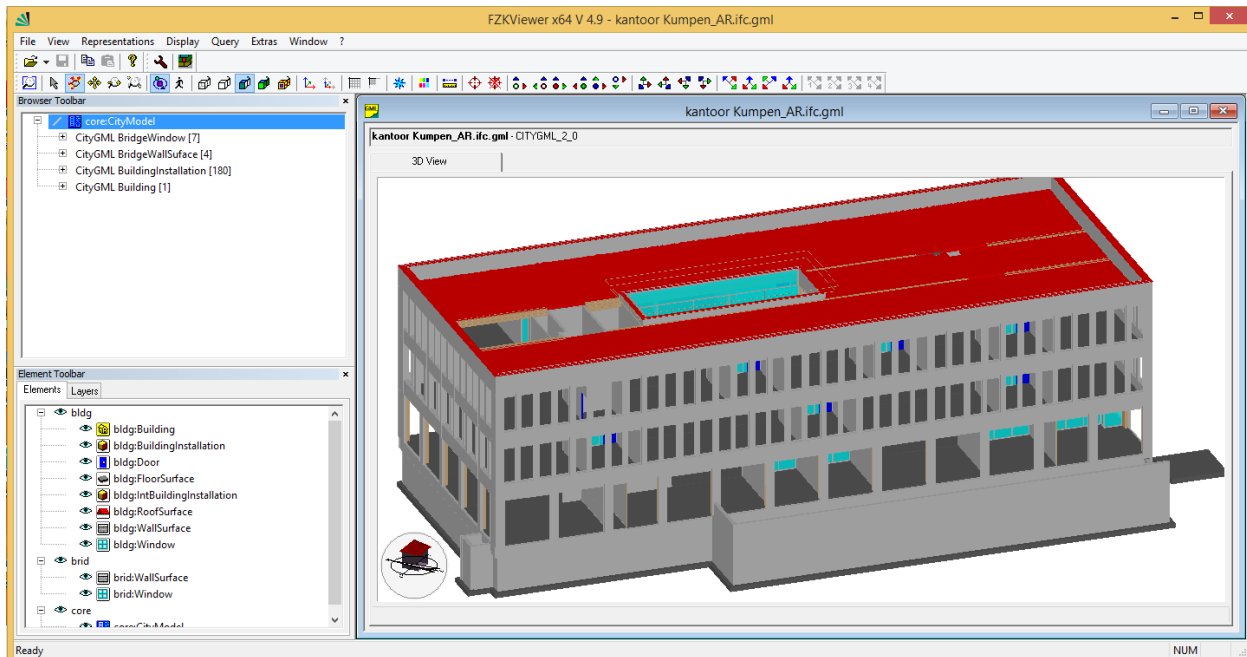 FZKViewer x64 V 4.9 - kantoor Kumpen_AR.ifc.gml
File View Representations Display Query Extras Window ?
Browser Toolbar
core:CityModel
CityGML BridgeWindow [7]
CityGML BridgeWallSuface [4]
CityGML BuildingInstallation [180]
CityGML Building [1]
Element Toolbar
Elements Layers
bldg
bldg:Building
bldg:BuildingInstallation
bldg:Door
bldg:FloorSurface
bldg:IntBuildingInstallation
bldg:RoofSurface
bldg:WallSurface
bldg:Window
brid
brid:WallSurface
brid:Window
core
core:CityModel
kantoor Kumpen_AR.ifc.gml
kantoor Kumpen_AR.ifc.gml - CITYGML_2_0
3D View
Ready
NUM